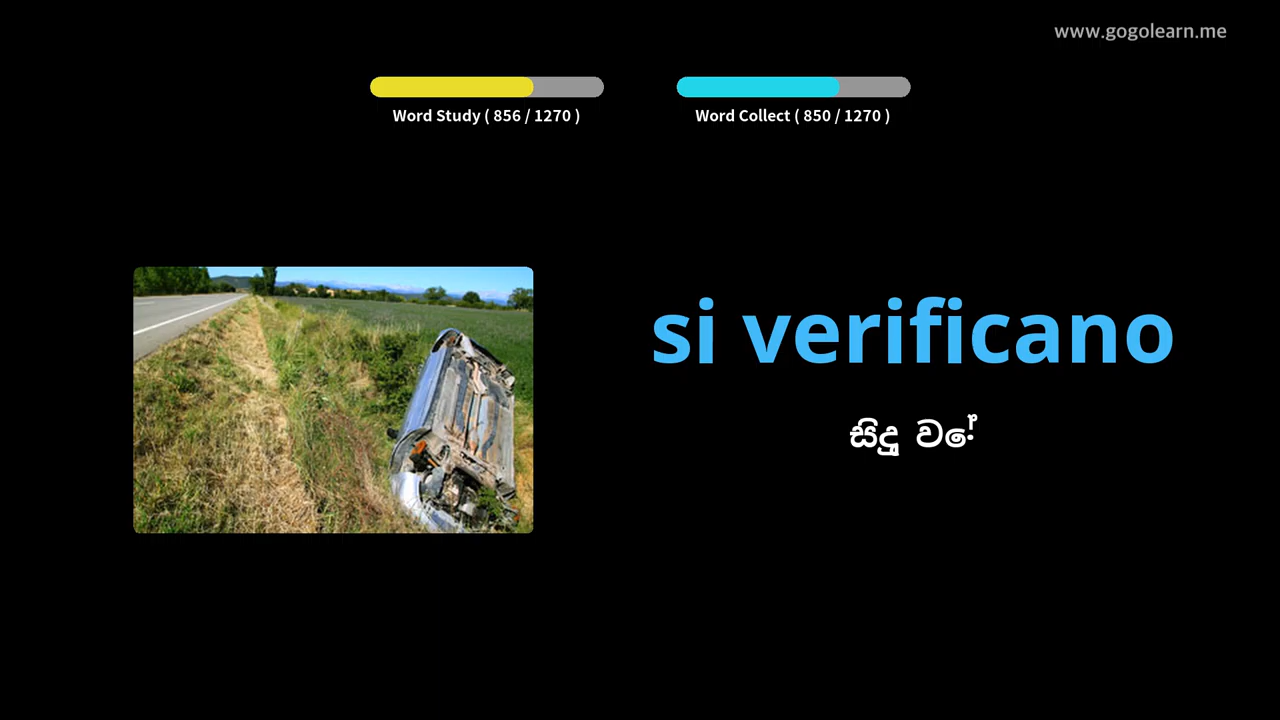 www.gogolearn.me
Word Study ( 856 / 1270 )
Word Collect ( 850 / 1270 )
si verificano
සිදු වේ